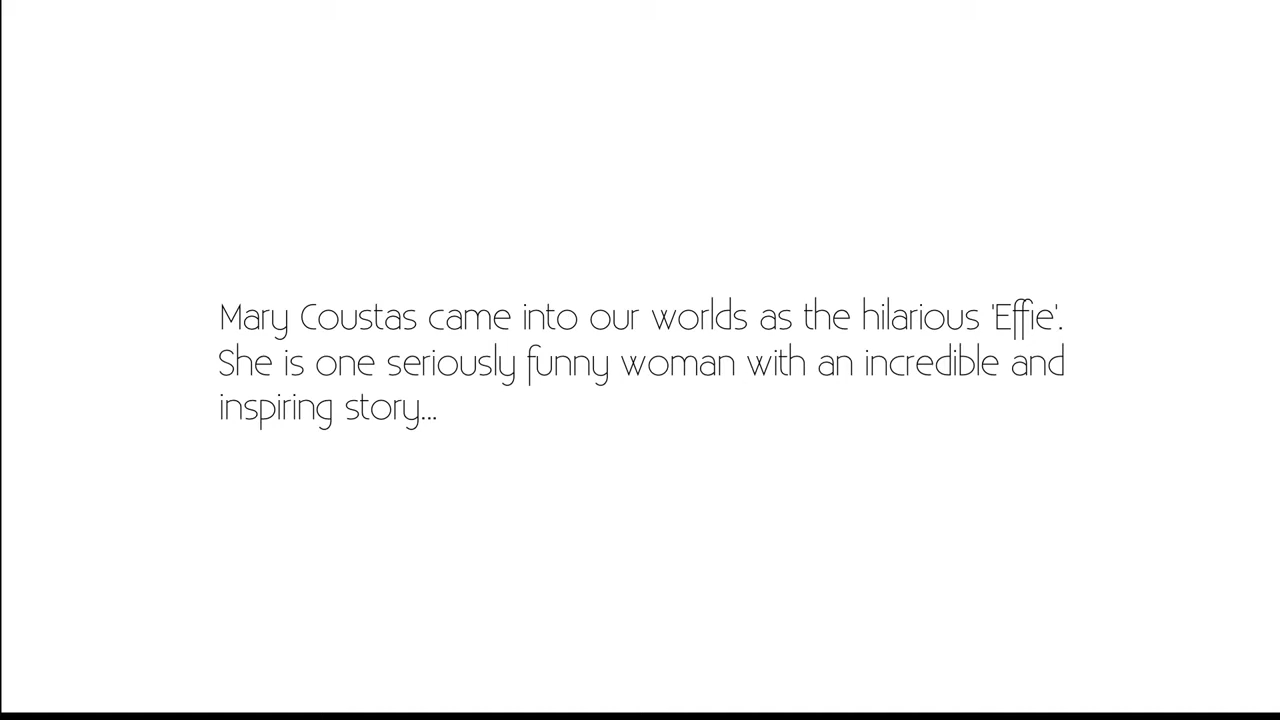 Mary Coustas came into our worlds as the hilarious 'Effie'.
She is one seriously funny woman with an incredible and
inspiring story...